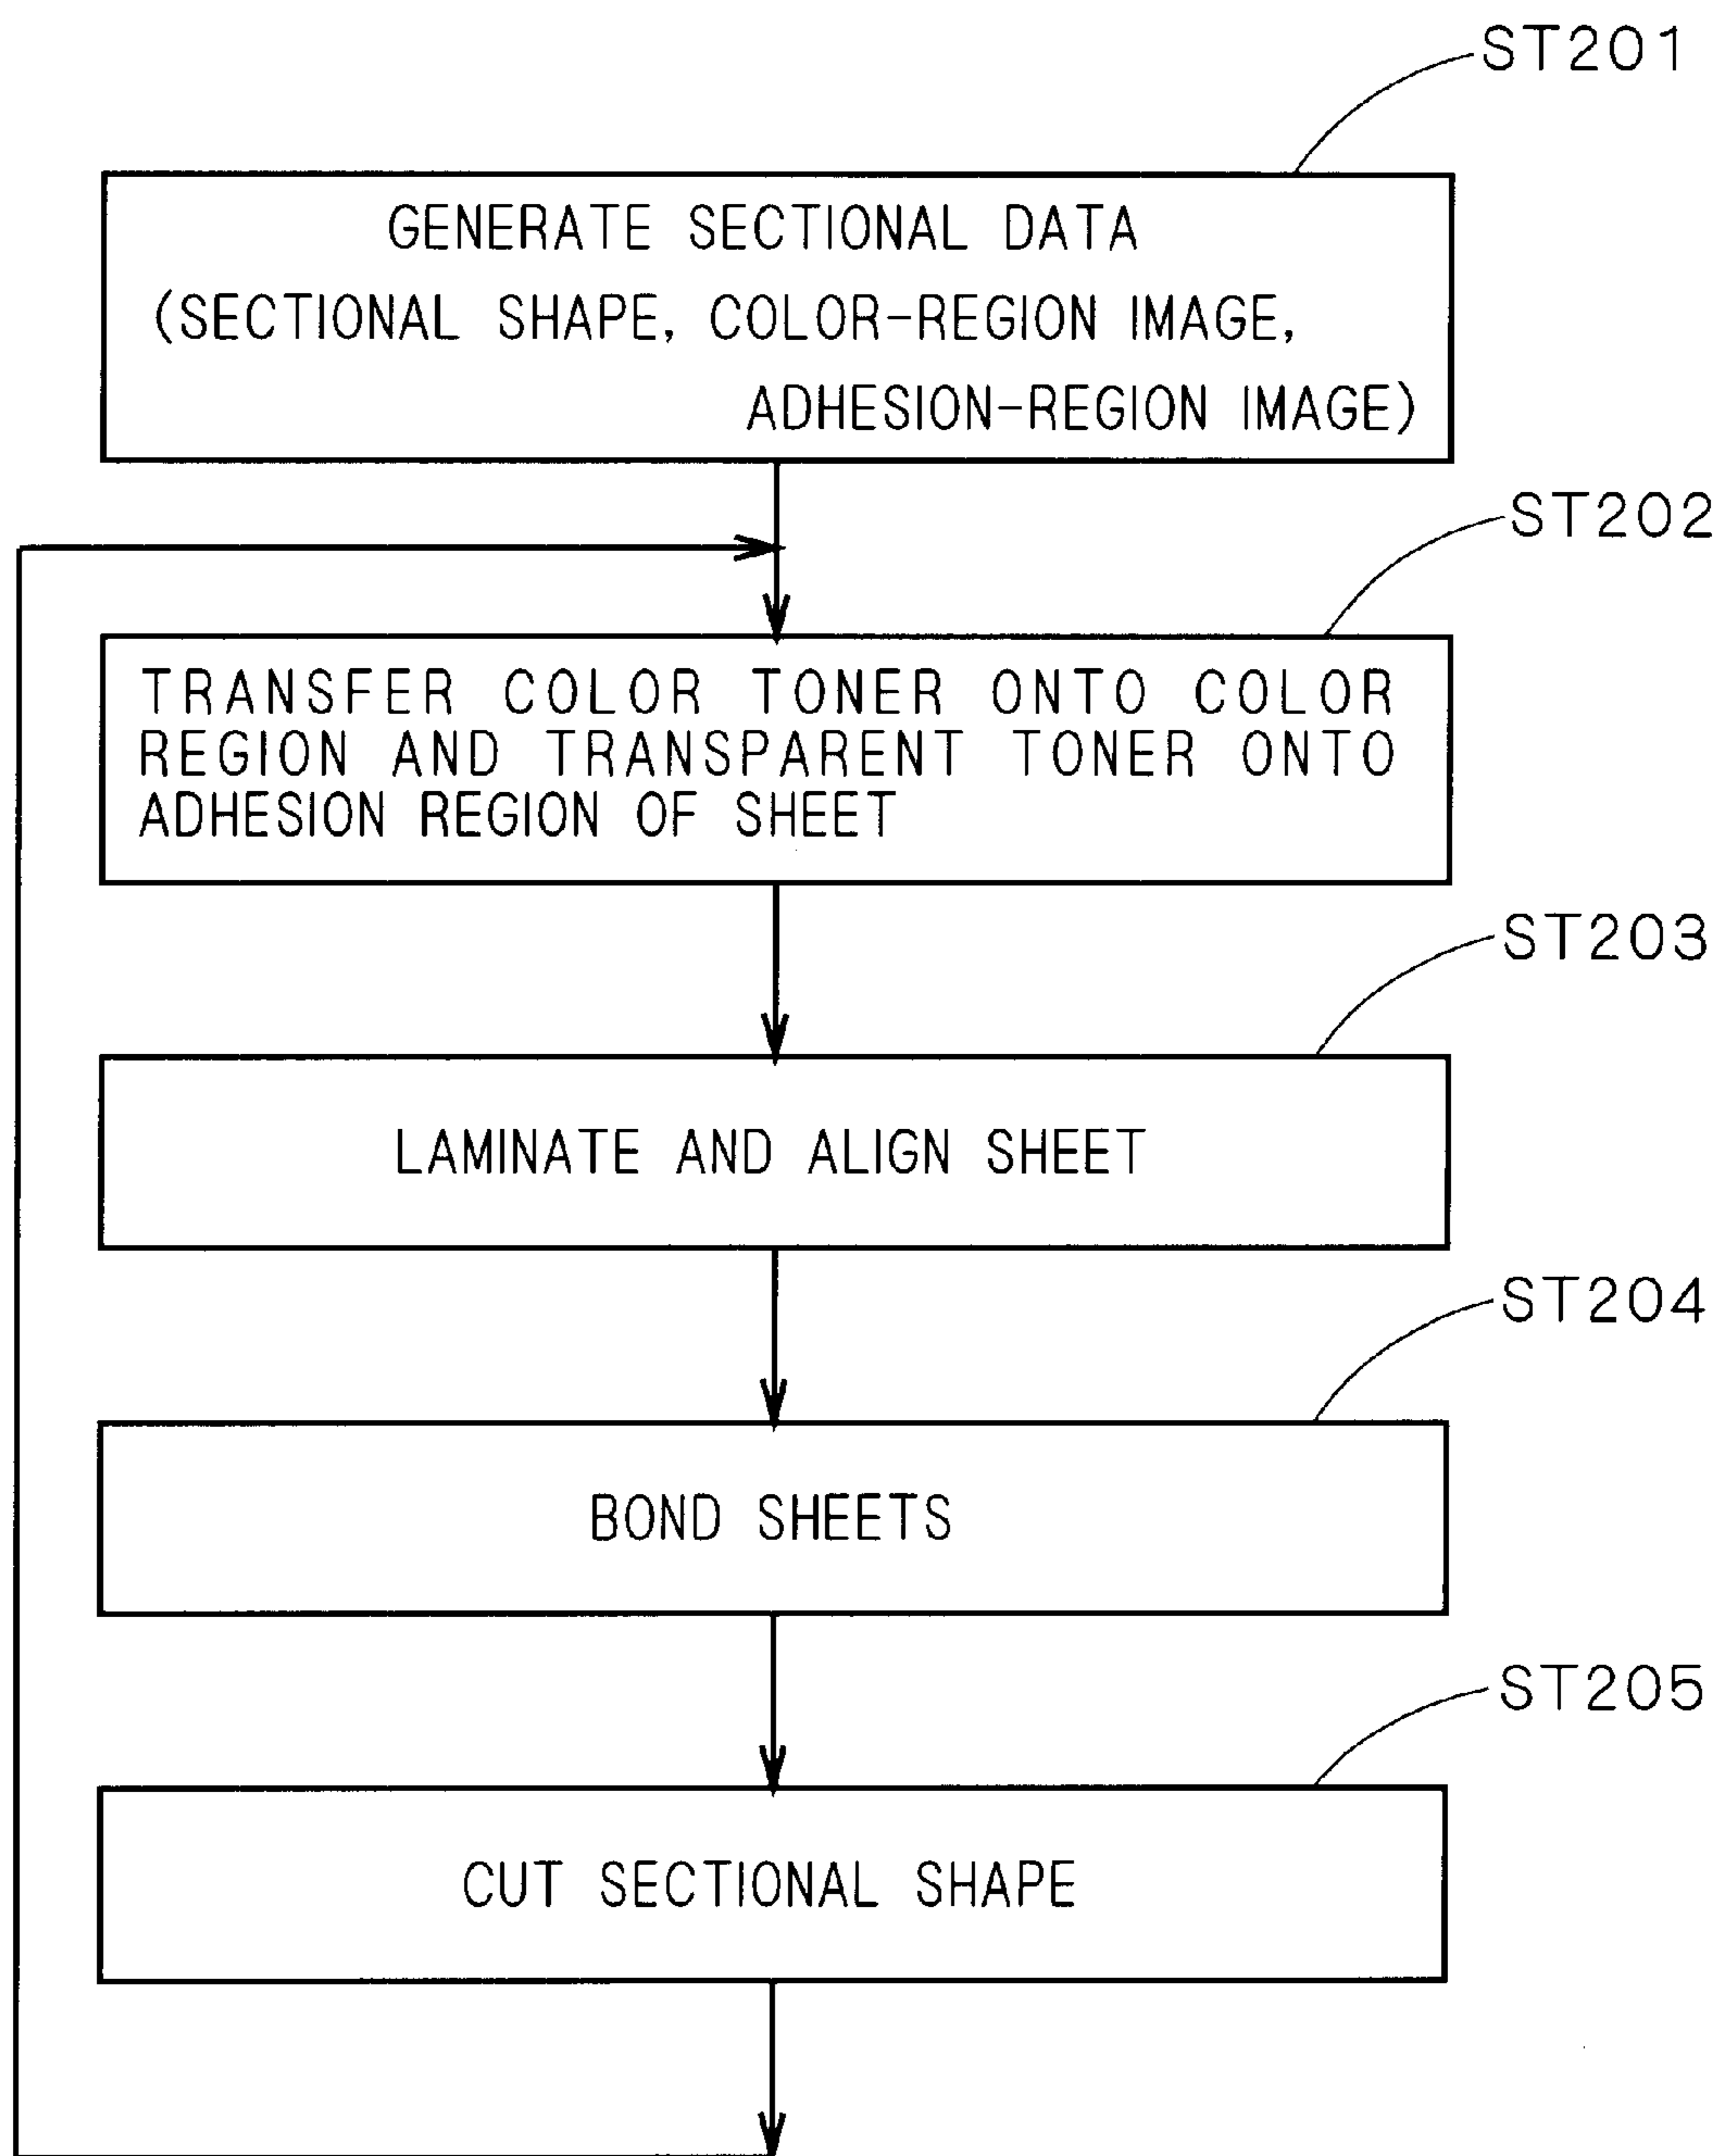 ST201
GENERATE SECTIONAL DATA
(SECTIONAL SHAPE, COLOR-REGION IMAGE,
ADHESION-REGION IMAGE)
ST202
TRANSFER COLOR TONER ONTO COLOR
REGION AND TRANSPARENT TONER ONTO
ADHESION REGION OF SHEET
ST203
LAMINATE AND ALIGN SHEET
ST204
BOND SHEETS
ST205
CUT SECTIONAL SHAPE